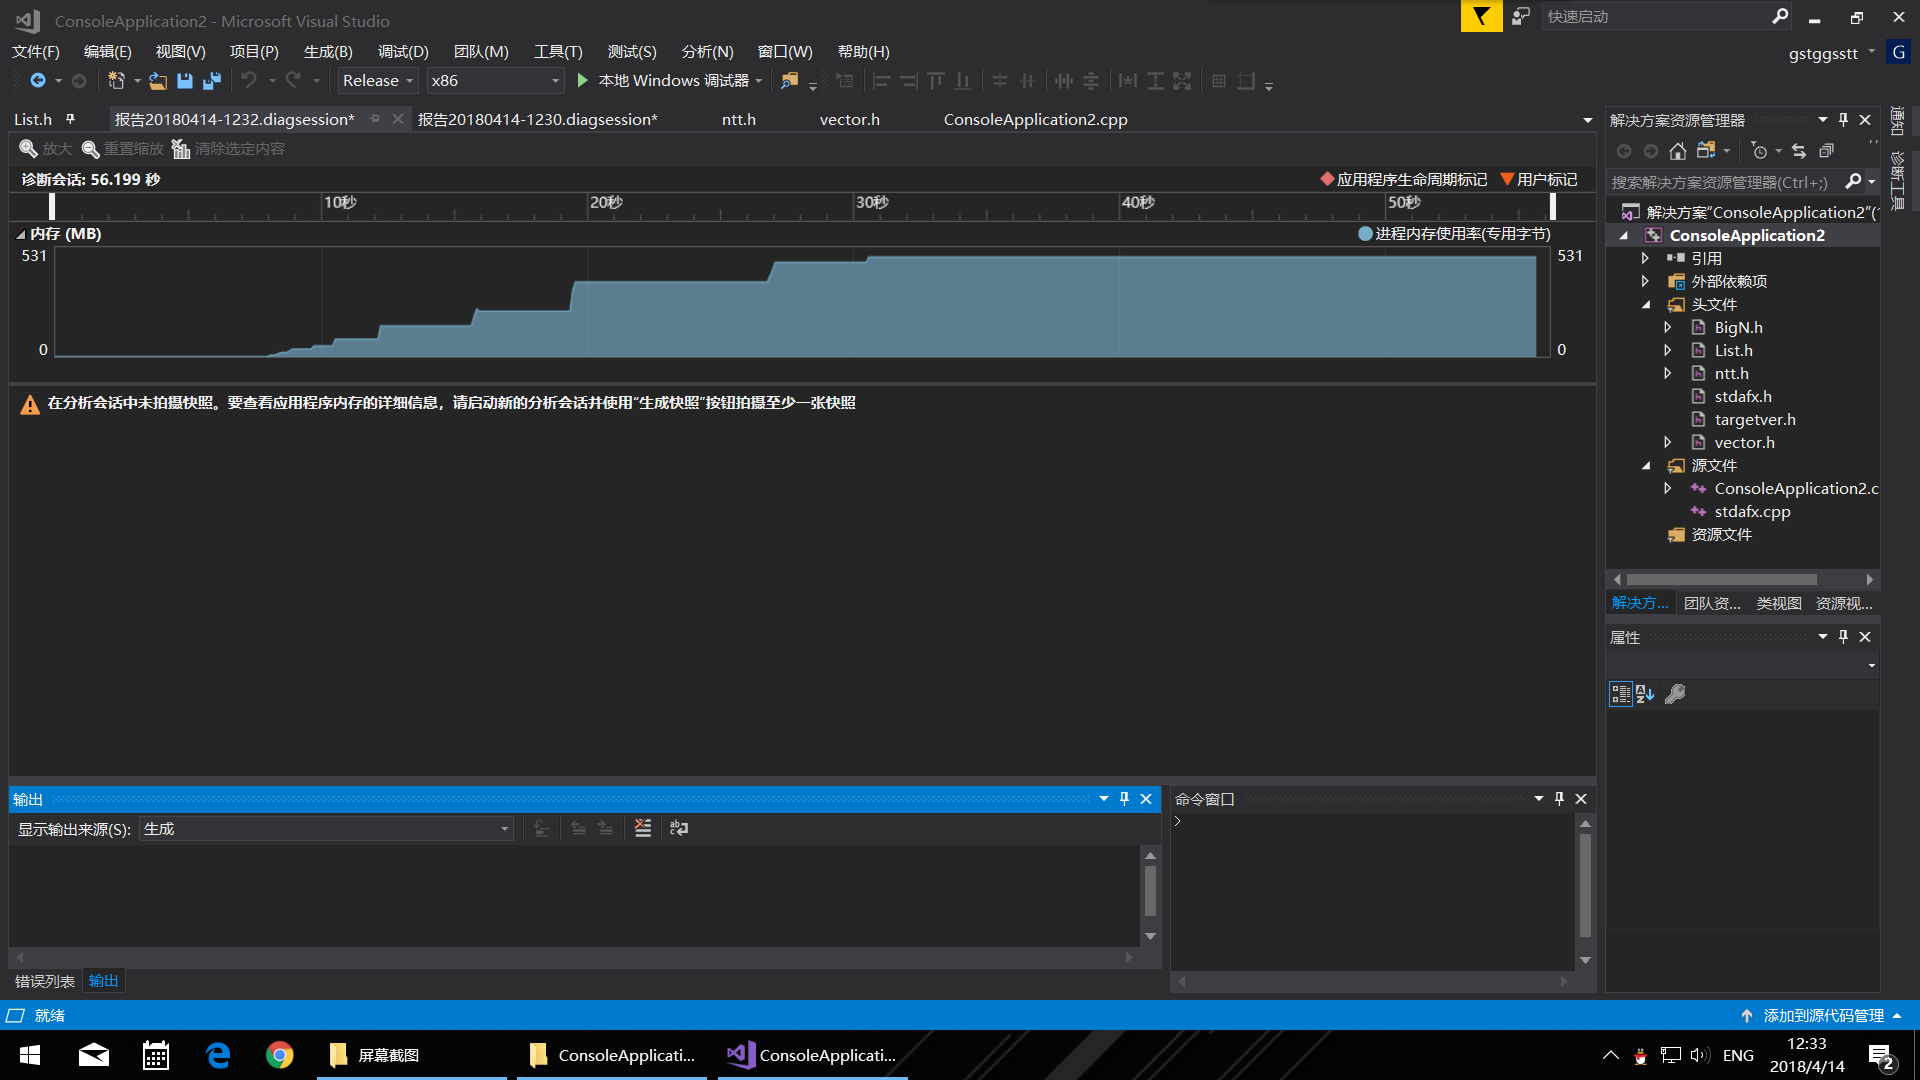 ConsoleApplication2 - Microsoft Visual Studio
快速启动
文件(F) 编辑(E) 视图(V) 项目(P) 生成(B) 调试(D) 团队(M) 工具(T) 测试(S) 分析(N) 窗口(W) 帮助(H)
gstggsstt G
Release x86 本地 Windows 调试器
List.h 报告20180414-1232.diagsession* 报告20180414-1230.diagsession* ntt.h vector.h ConsoleApplication2.cpp
放大 重置缩放 清除选定内容
诊断会话: 56.199 秒
应用程序生命周期标记 用户标记
10秒 20秒 30秒 40秒 50秒
内存 (MB)
进程内存使用率(专用字节)
531 531
0 0
在分析会话中未拍摄快照。要查看应用程序内存的详细信息，请启动新的分析会话并使用"生成快照"按钮拍摄至少一张快照
解决方案资源管理器
搜索解决方案资源管理器(Ctrl+;)
解决方案"ConsoleApplication2"(
ConsoleApplication2
引用
外部依赖项
头文件
BigN.h
List.h
ntt.h
stdafx.h
targetver.h
vector.h
源文件
ConsoleApplication2.c
stdafx.cpp
资源文件
解决方... 团队资... 类视图 资源视...
属性
通知
诊断工具
输出
显示输出来源(S): 生成
命令窗口
>
错误列表 输出
就绪
添加到源代码管理
屏幕截图
ConsoleApplicati...
ConsoleApplicati...
ENG
12:33
2018/4/14
2